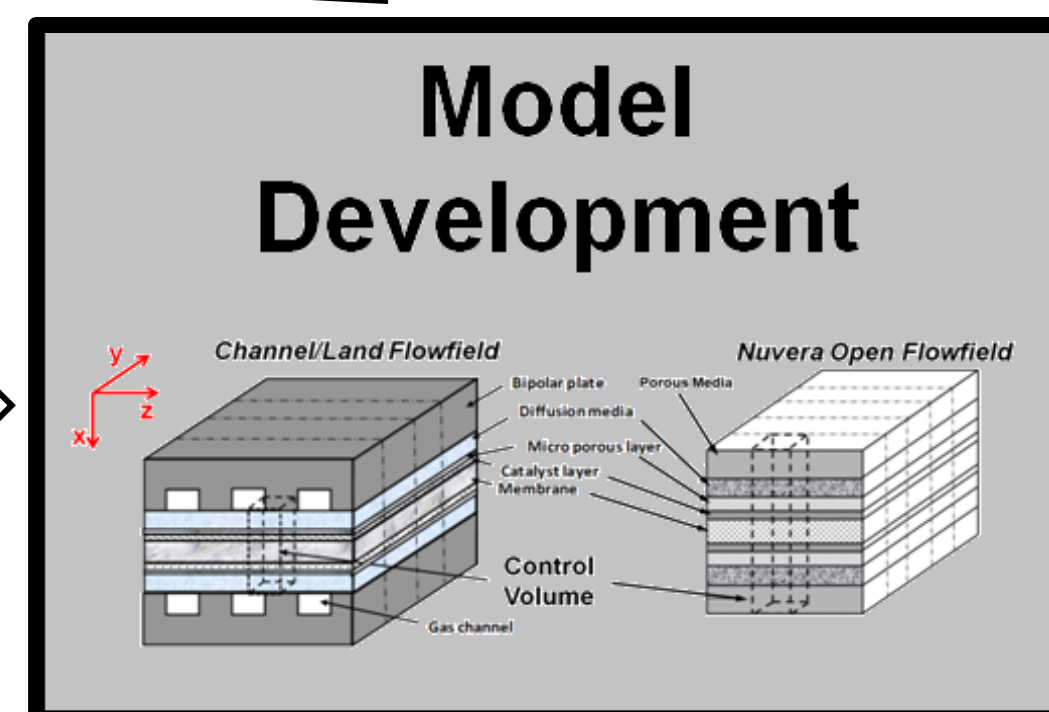 Model
Development
Channel/Land Flowfield
Nuvera Open Flowfield
y
z
x
Bipolar plate
Porous Media
Diffusion media
Micro porous layer
Catalyst layer
Membrane
Control
Volume
Gas channel